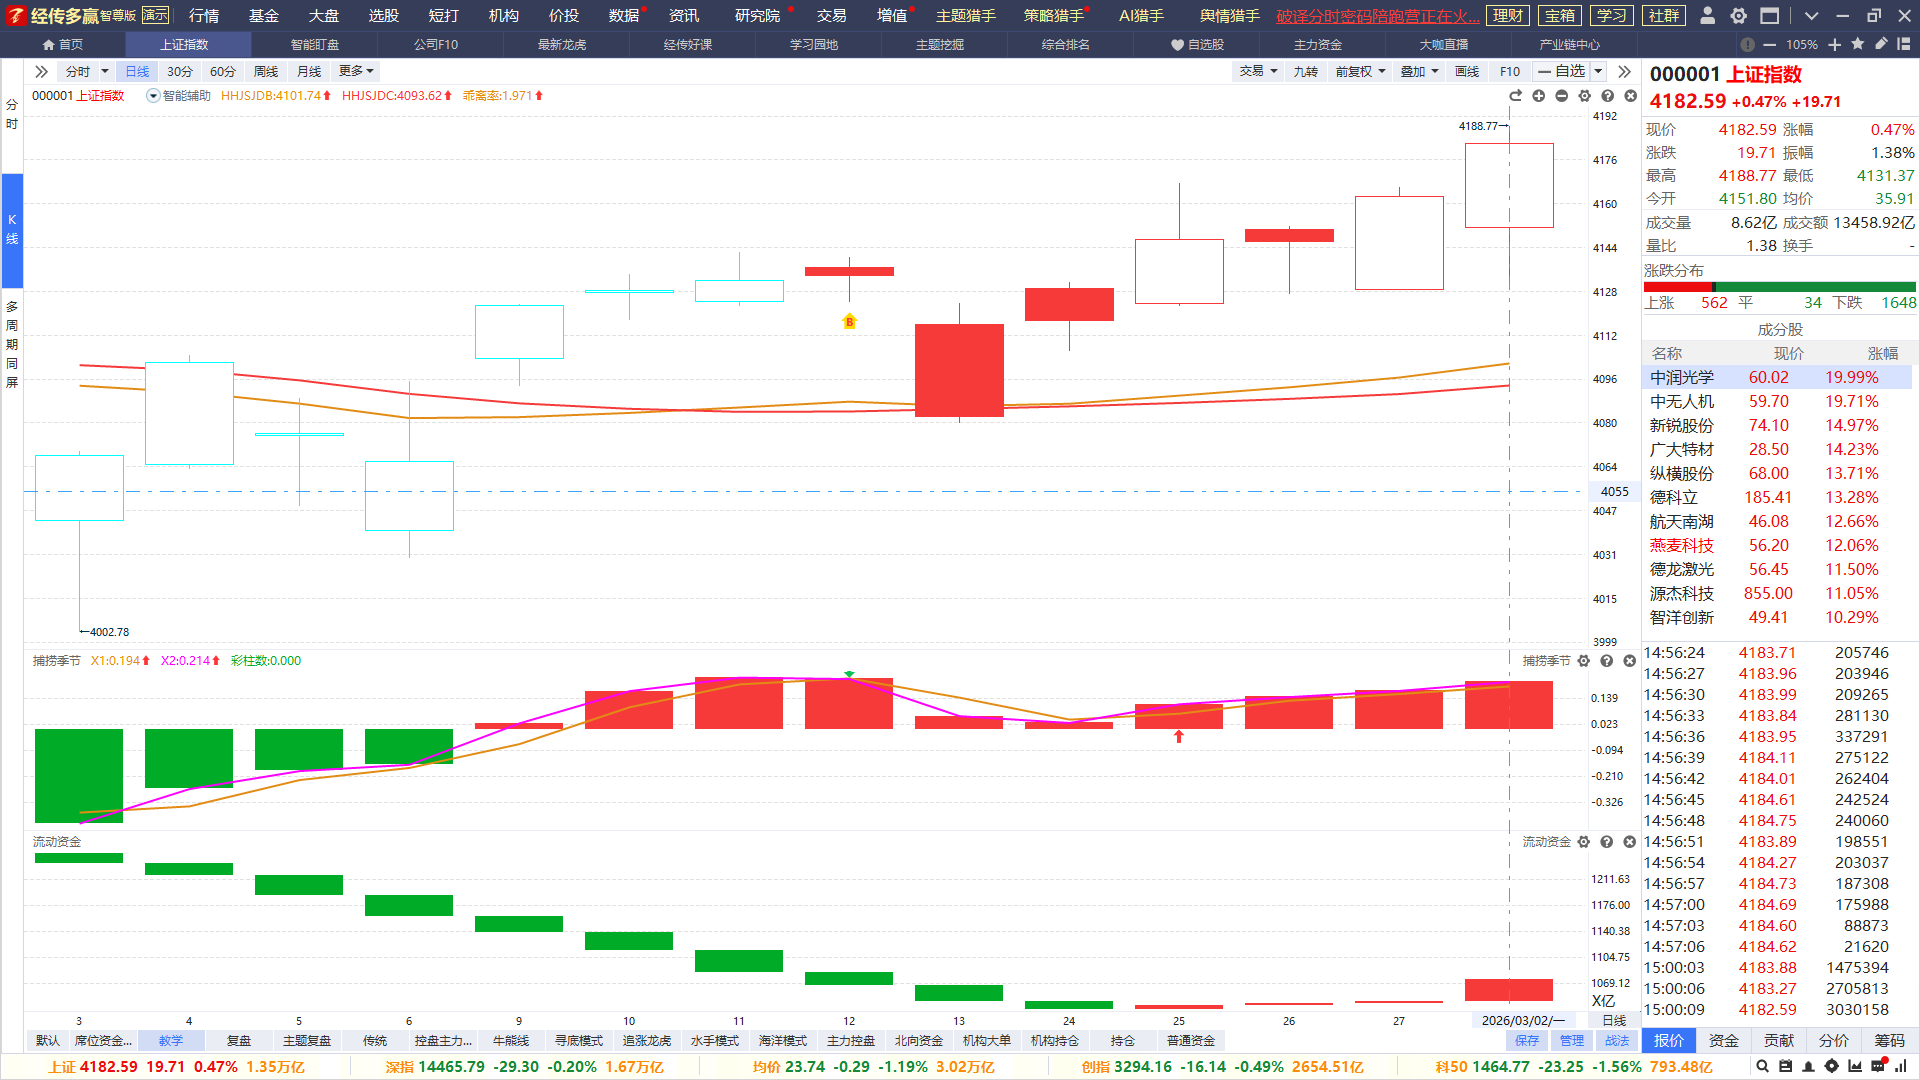 经传多赢 智尊版 演示 行情 基金 大盘 选股 短打 机构 价投 数据 资讯 研究院 交易 增值 主题猎手 策略猎手 AI猎手 舆情猎手 破译分时密码陪跑营正在火... 理财 宝箱 学习 社群
首页 上证指数 智能盯盘 公司F10 最新龙虎 经传好课 学习园地 主题挖掘 综合排名 自选股 主力资金 大咖直播 产业链中心 105%
分时 日线 30分 60分 周线 月线 更多 交易 九转 前复权 叠加 画线 F10 自选
000001 上证指数 智能辅助 HHJSJDB:4101.74 HHJSJDC:4093.62 乖离率:1.971
分时
K线
多周期同屏
4192
4188.77→
4176
4160
4144
4128
4112
4096
4080
4064
4055
4047
4031
4015
3999
B
←4002.78
捕捞季节 X1:0.194 X2:0.214 彩柱数:0.000 捕捞季节
0.139
0.023
-0.094
-0.210
-0.326
流动资金 流动资金
1211.63
1176.00
1140.38
1104.75
1069.12
X亿
3 4 5 6 9 10 11 12 13 24 25 26 27 2026/03/02/一 日线
默认 席位资金... 教学 复盘 主题复盘 传统 控盘主力... 牛能线 寻底模式 追涨龙虎 水手模式 海洋模式 主力控盘 北向资金 机构大单 机构持仓 持仓 普通资金 保存 管理 战法
000001 上证指数
4182.59 +0.47% +19.71
现价 4182.59 涨幅 0.47%
涨跌 19.71 振幅 1.38%
最高 4188.77 最低 4131.37
今开 4151.80 均价 35.91
成交量 8.62亿 成交额 13458.92亿
量比 1.38 换手 -
涨跌分布
上涨 562 平 34 下跌 1648
成分股
名称 现价 涨幅
中润光学 60.02 19.99%
中无人机 59.70 19.71%
新锐股份 74.10 14.97%
广大特材 28.50 14.23%
纵横股份 68.00 13.71%
德科立 185.41 13.28%
航天南湖 46.08 12.66%
燕麦科技 56.20 12.06%
德龙激光 56.45 11.50%
源杰科技 855.00 11.05%
智洋创新 49.41 10.29%
14:56:24 4183.71 205746
14:56:27 4183.96 203946
14:56:30 4183.99 209265
14:56:33 4183.84 281130
14:56:36 4183.95 337291
14:56:39 4184.11 275122
14:56:42 4184.01 262404
14:56:45 4184.61 242524
14:56:48 4184.75 240060
14:56:51 4183.89 198551
14:56:54 4184.27 203037
14:56:57 4184.73 187308
14:57:00 4184.69 175988
14:57:03 4184.60 88873
14:57:06 4184.62 21620
15:00:03 4183.88 1475394
15:00:06 4183.27 2705813
15:00:09 4182.59 3030158
报价 资金 贡献 分价 筹码
上证 4182.59 19.71 0.47% 1.35万亿 深指 14465.79 -29.30 -0.20% 1.67万亿 均价 23.74 -0.29 -1.19% 3.02万亿 创指 3294.16 -16.14 -0.49% 2654.51亿 科50 1464.77 -23.25 -1.56% 793.48亿